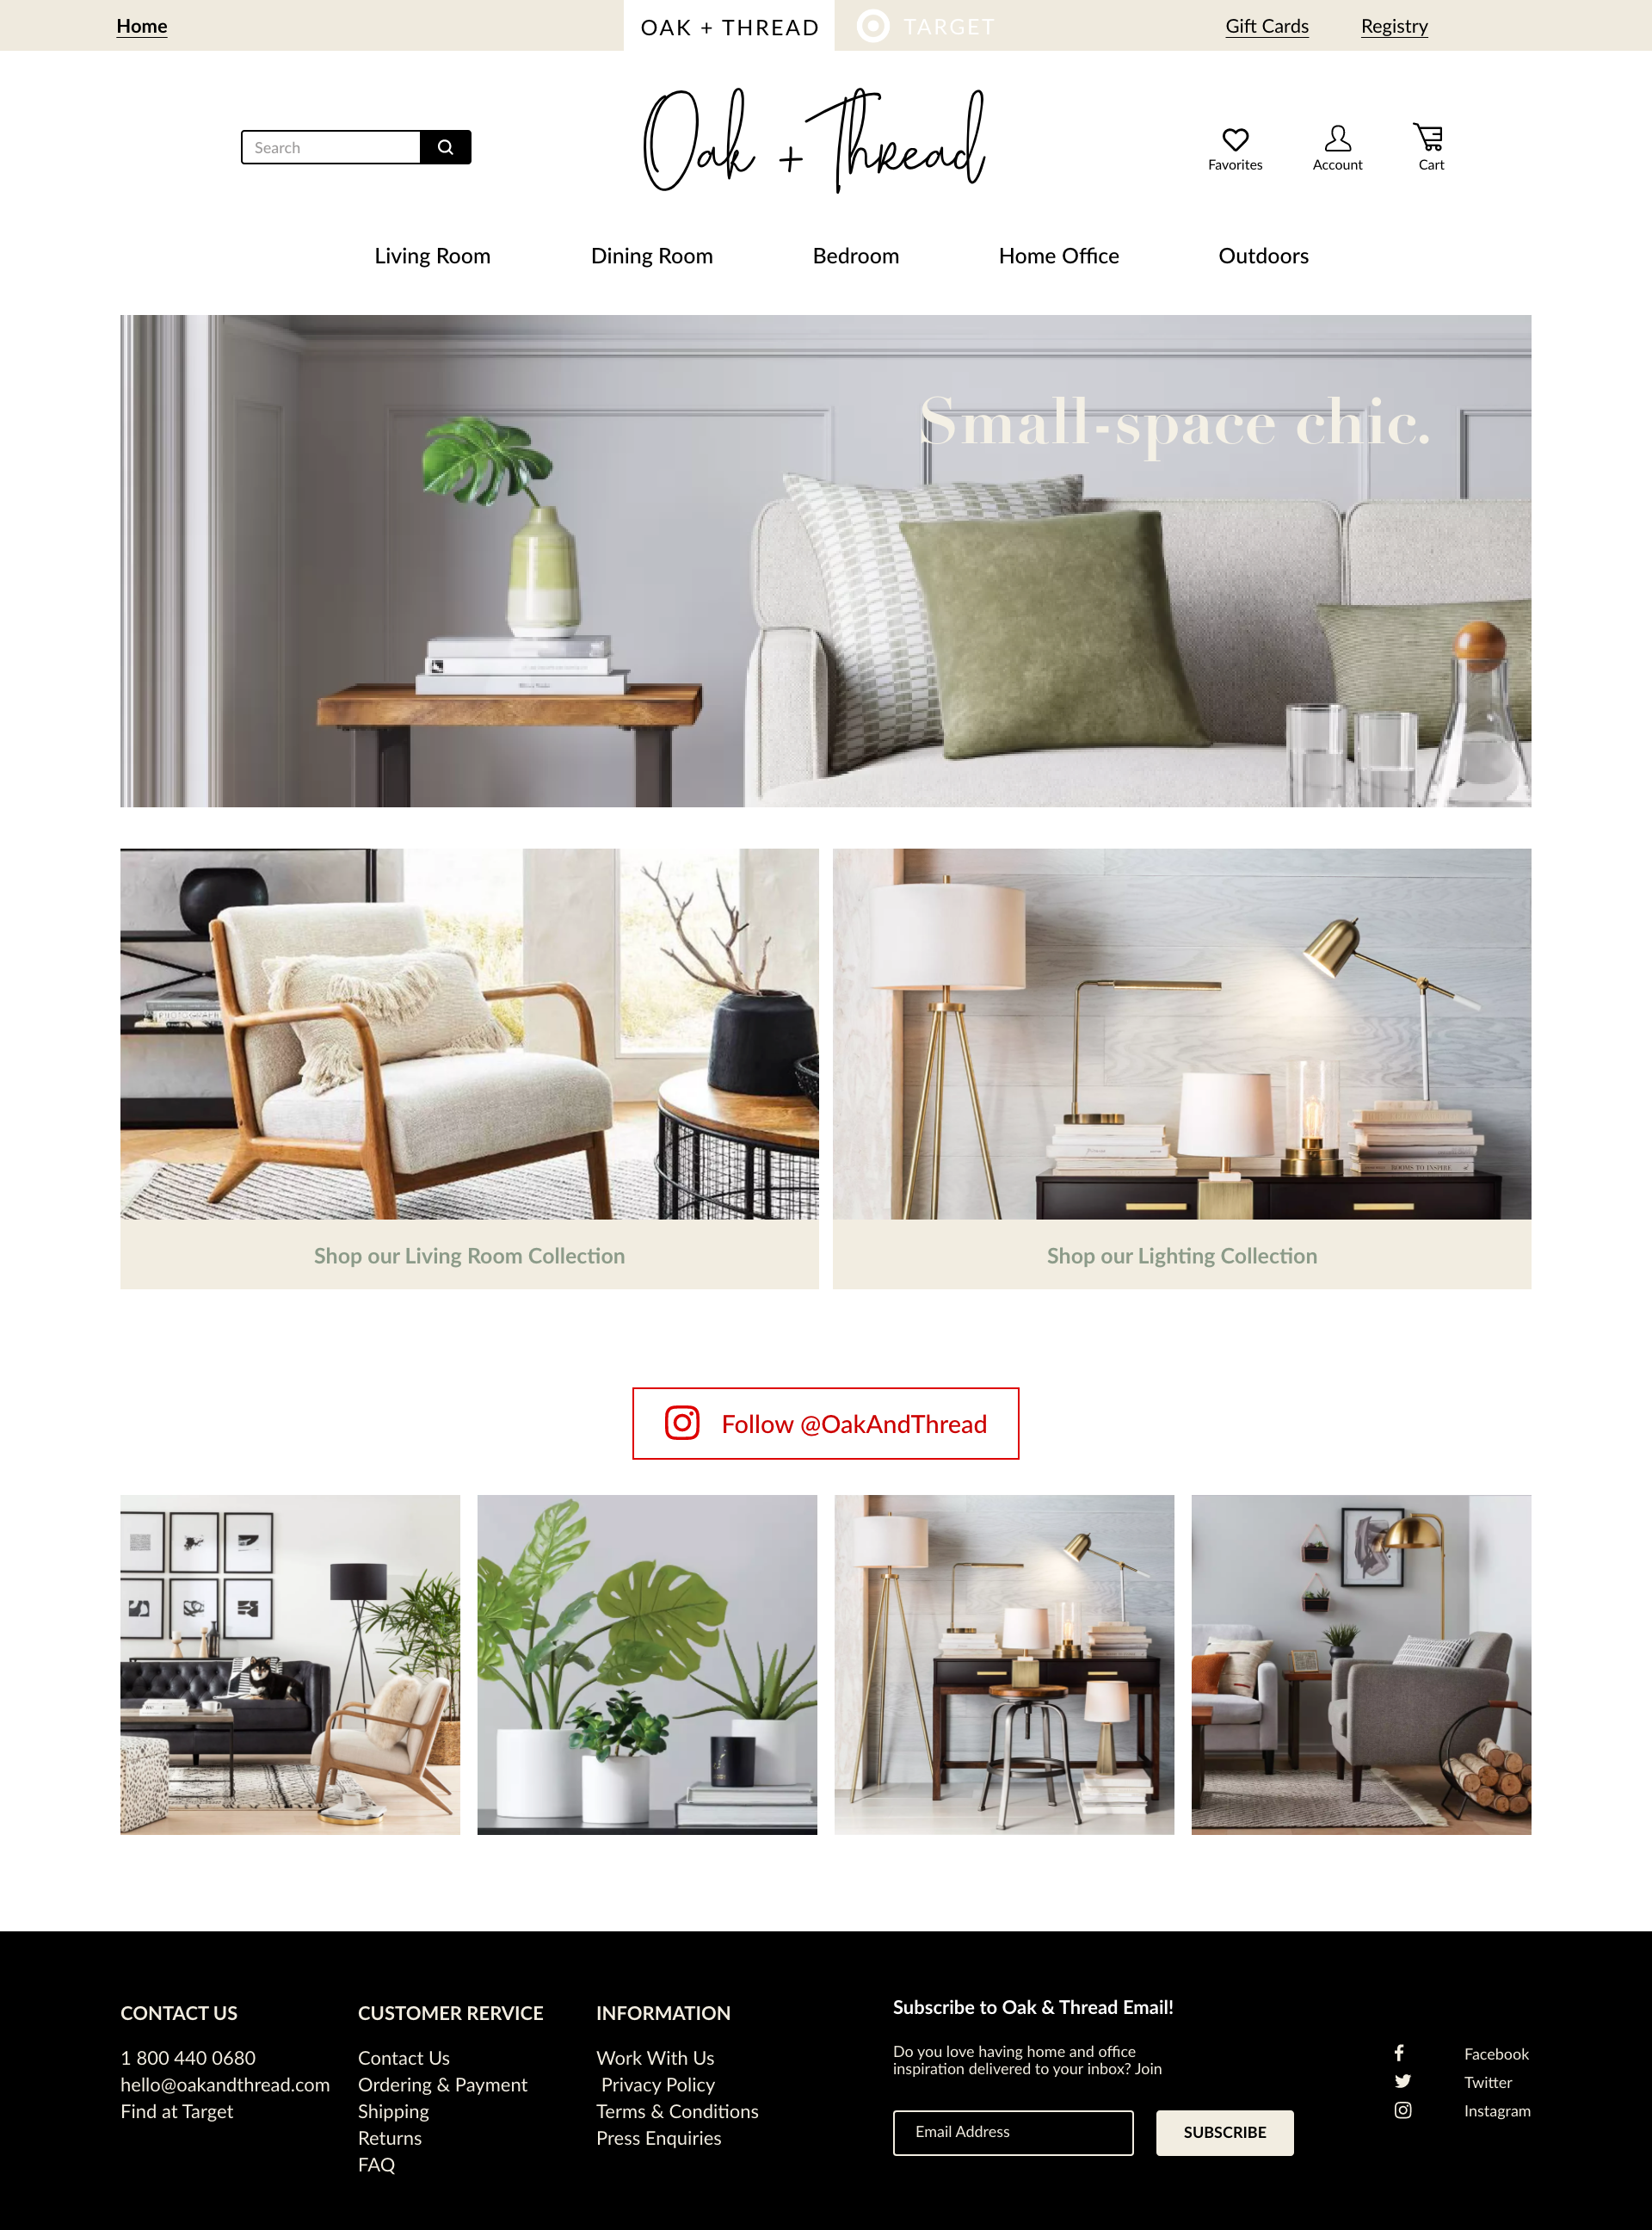 Home
OAK + THREAD
TARGET
Gift Cards
Registry
Search
Oak + Thread
Favorites
Account
Cart
Living Room
Dining Room
Bedroom
Home Office
Outdoors
Small-space chic.
Shop our Living Room Collection
Shop our Lighting Collection
ROOMS TO INSPIRE
Follow @OakAndThread
CONTACT US
1 800 440 0680
hello@oakandthread.com
Find at Target
CUSTOMER RERVICE
Contact Us
Ordering & Payment
Shipping
Returns
FAQ
INFORMATION
Work With Us
Privacy Policy
Terms & Conditions
Press Enquiries
Subscribe to Oak & Thread Email!
Do you love having home and office
inspiration delivered to your inbox? Join
Email Address
SUBSCRIBE
Facebook
Twitter
Instagram